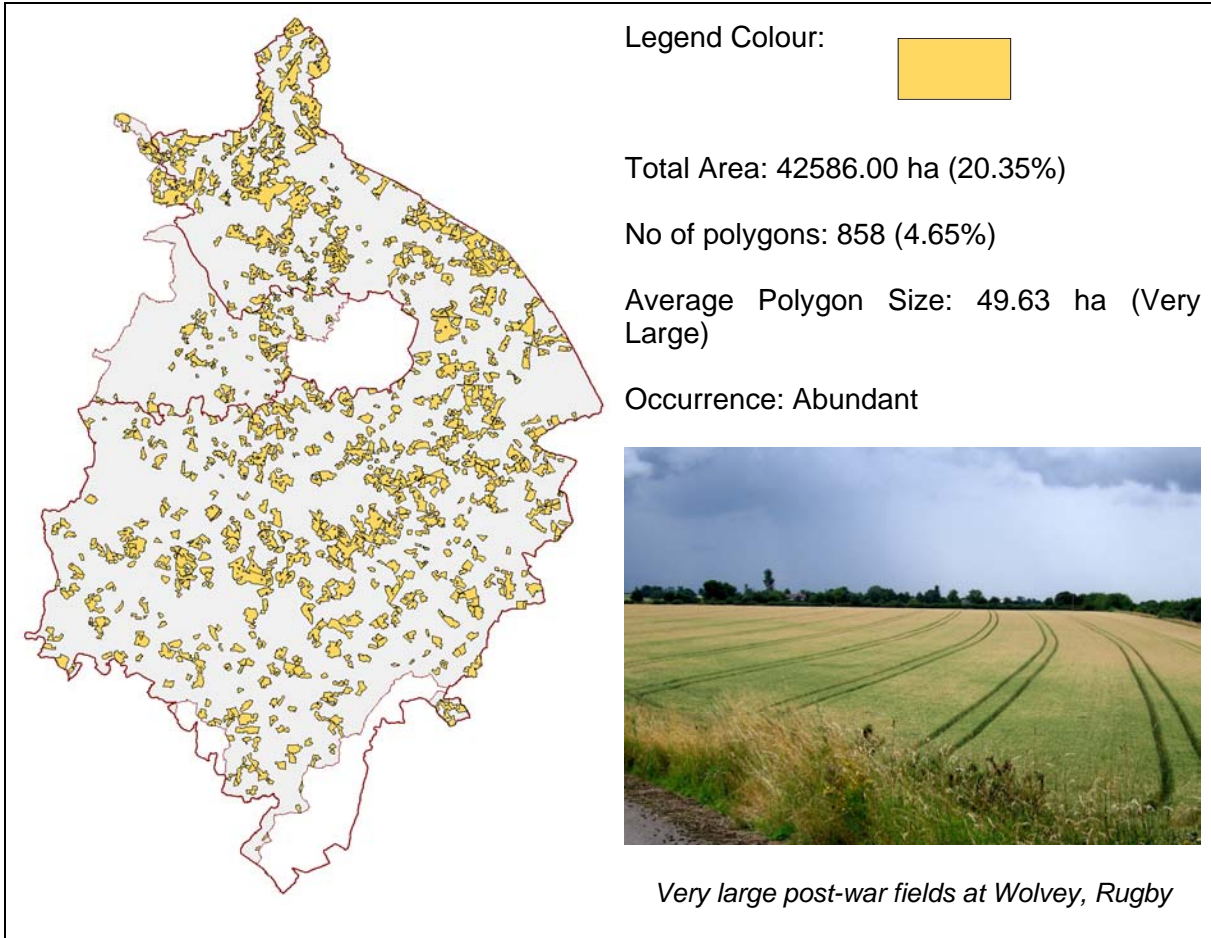 Legend Colour:
Total Area: 42586.00 ha (20.35%)
No of polygons: 858 (4.65%)
Average Polygon Size: 49.63 ha (Very
Large)
Occurrence: Abundant
Very large post-war fields at Wolvey, Rugby